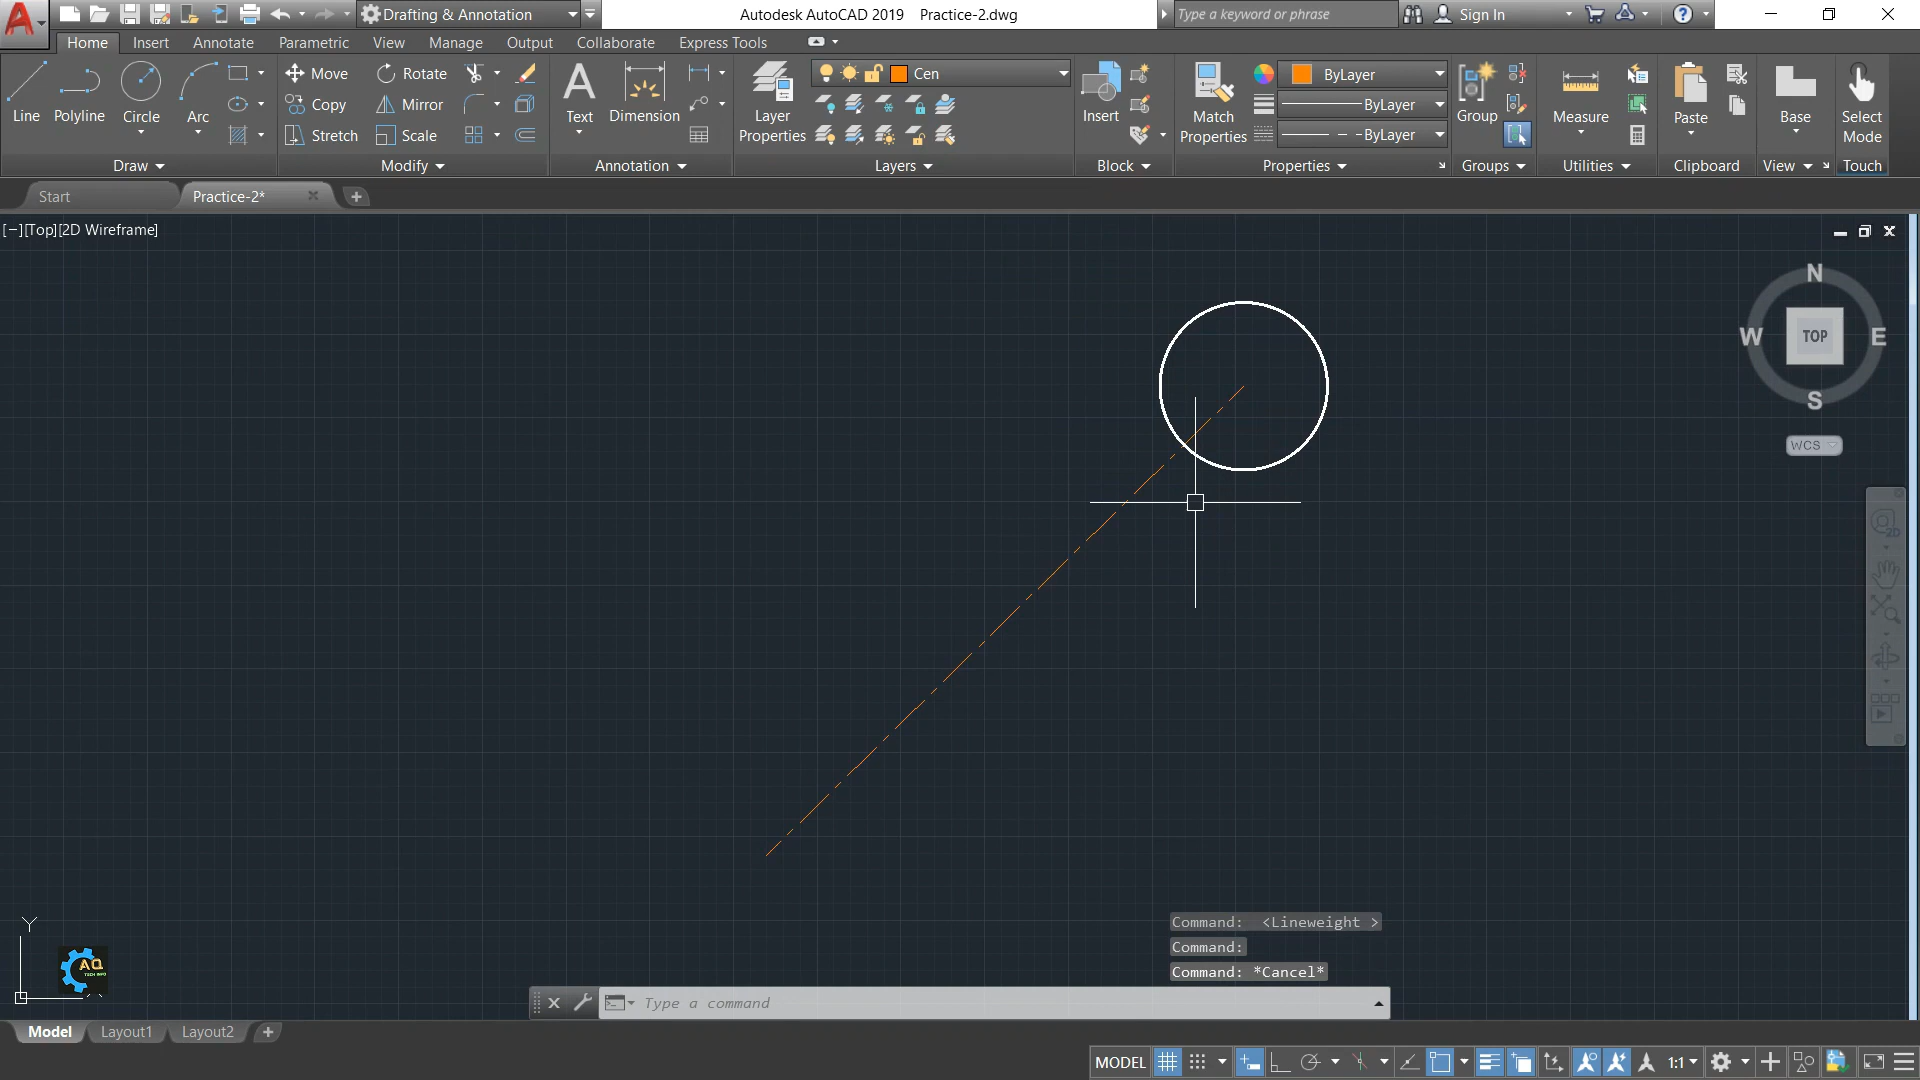 Drafting & Annotation
Autodesk AutoCAD 2019 Practice-2.dwg
Type a keyword or phrase
Sign In
Home Insert Annotate Parametric View Manage Output Collaborate Express Tools
Line Polyline Circle Arc
Move Rotate
Copy Mirror
Stretch Scale
Text Dimension
Layer Properties
Cen
Insert
Match Properties
ByLayer
ByLayer
ByLayer
Group
Measure
Paste
Base
Select Mode
Draw Modify Annotation Layers Block Properties Groups Utilities Clipboard View Touch
Start Practice-2*
[−][Top][2D Wireframe]
N
W TOP E
S
WCS
2D
Y
AQ
TECH INFO
Command: <Lineweight >
Command:
Command: *Cancel*
Type a command
Model Layout1 Layout2
MODEL 1:1